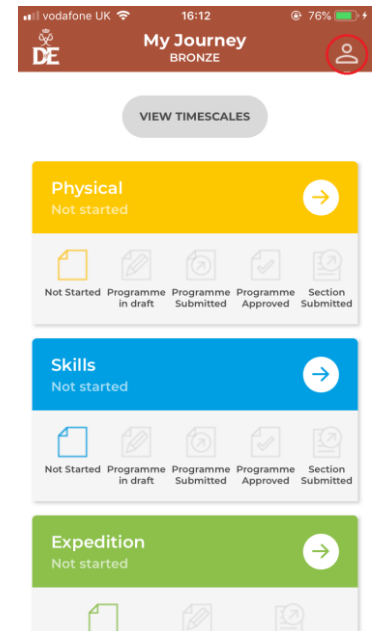 vodafone UK 16:12 76%
DE My Journey
BRONZE
VIEW TIMESCALES
Physical
Not started
Not Started Programme Programme Programme Section
in draft Submitted Approved Submitted
Skills
Not started
Not Started Programme Programme Programme Section
in draft Submitted Approved Submitted
Expedition
Not started